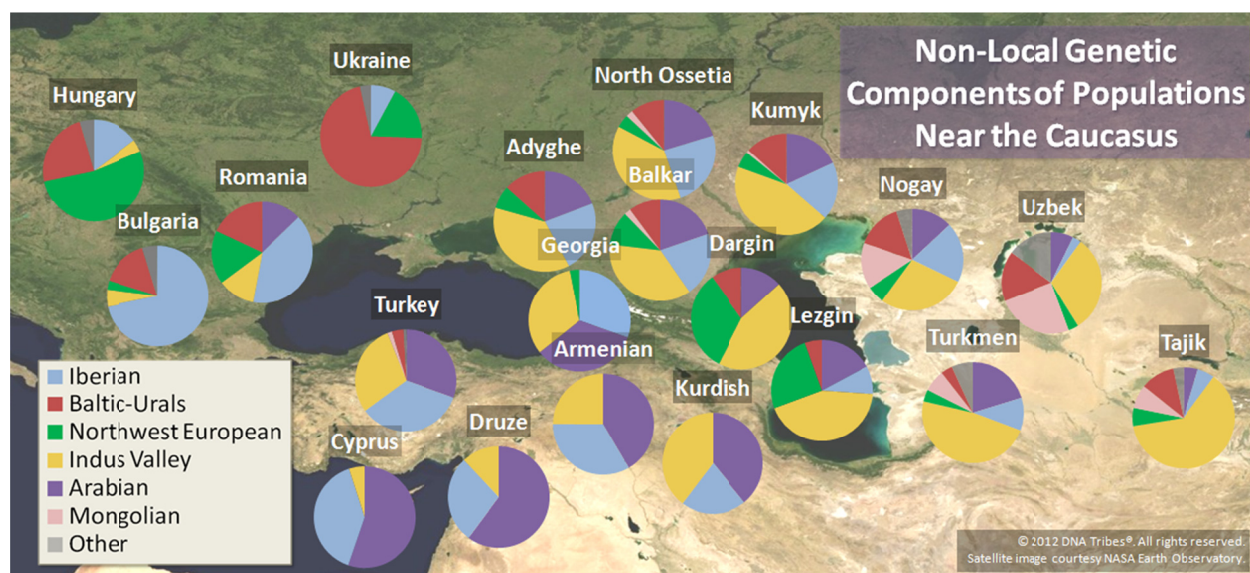 Non-Local Genetic
Components of Populations
Near the Caucasus
Ukraine
Hungary
North Ossetia
Kumyk
Adyghe
Romania
Balkar
Nogay
Uzbek
Bulgaria
Georgia
Dargin
Turkey
Lezgin
Armenian
Turkmen
Tajik
Kurdish
Druze
Cyprus
Iberian
Baltic-Urals
Northwest European
Indus Valley
Arabian
Mongolian
Other
© 2012 DNA Tribes®. All rights reserved.
Satellite image courtesy NASA Earth Observatory.